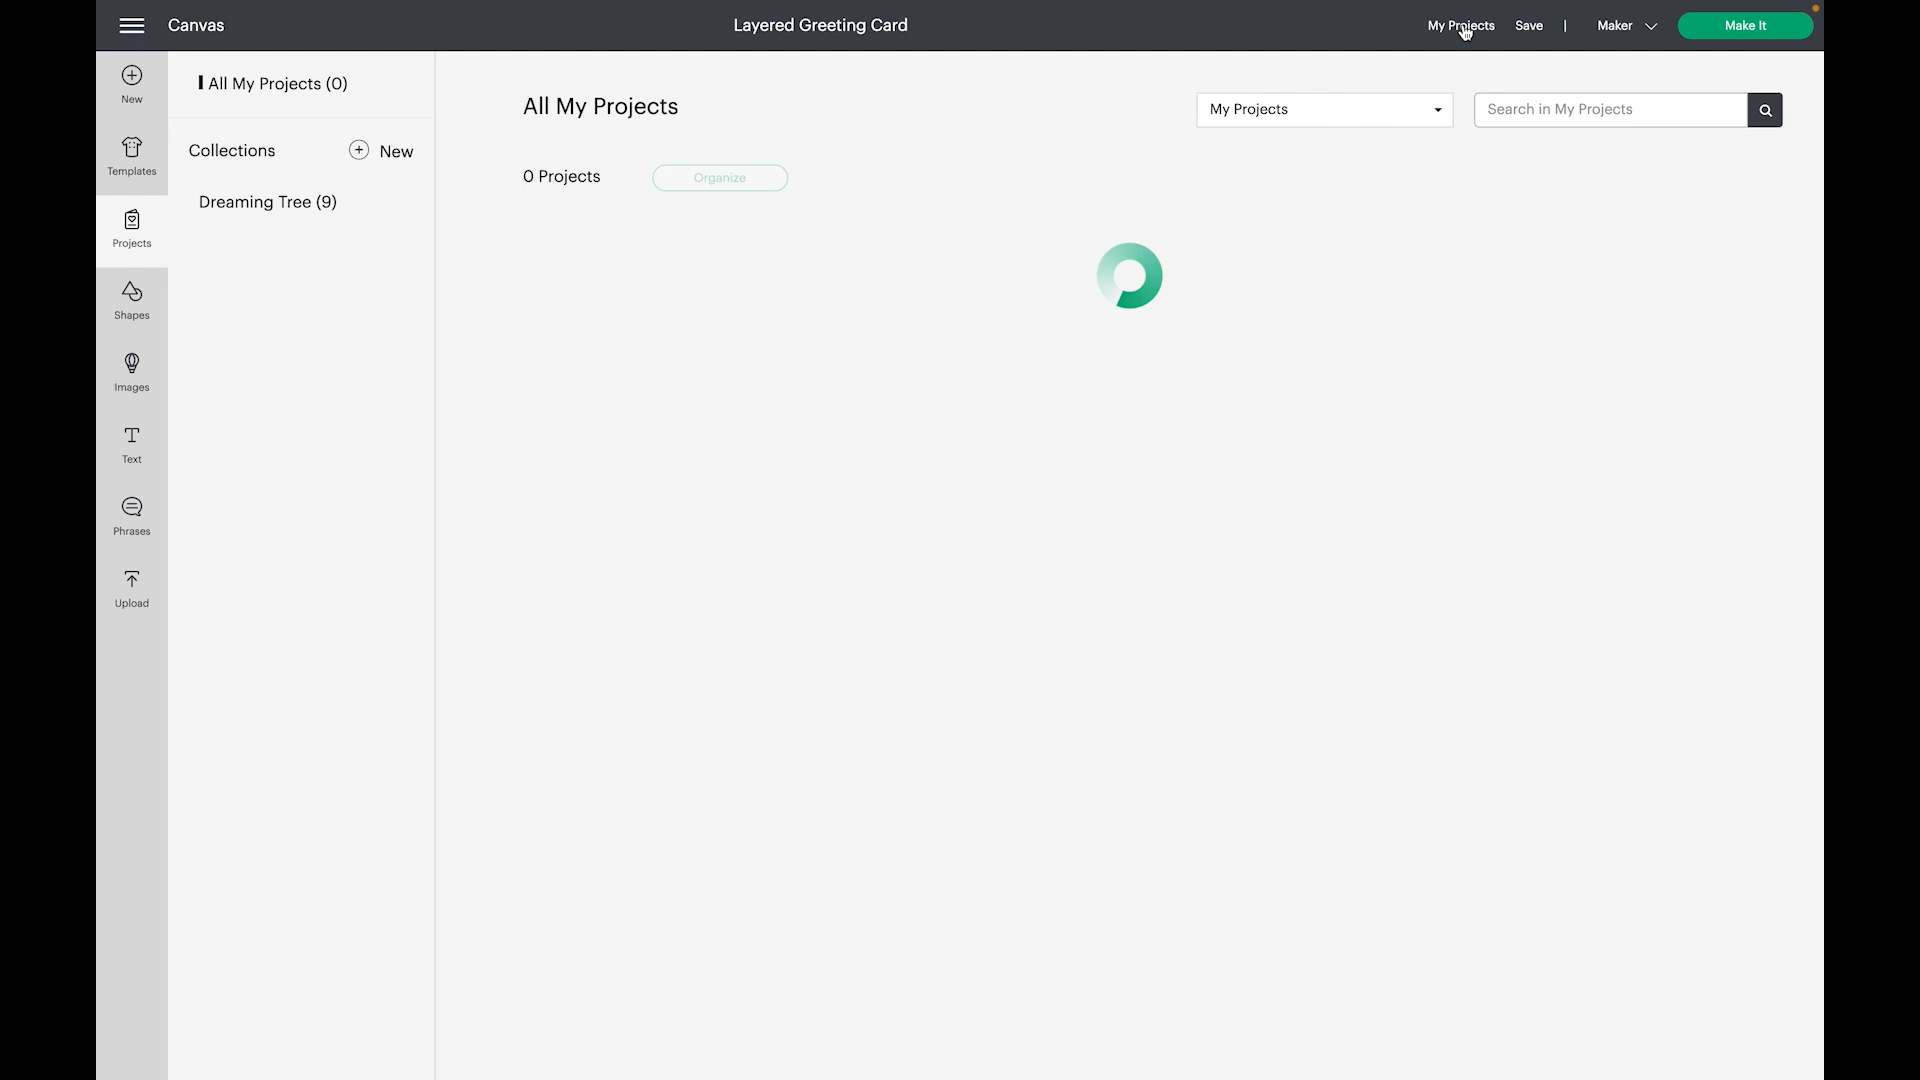 Canvas
Layered Greeting Card
My Projects
Save
|
Maker
Make It
New
Templates
Projects
Shapes
Images
Text
Phrases
Upload
All My Projects (0)
Collections
New
Dreaming Tree (9)
All My Projects
My Projects
Search in My Projects
0 Projects
Organize